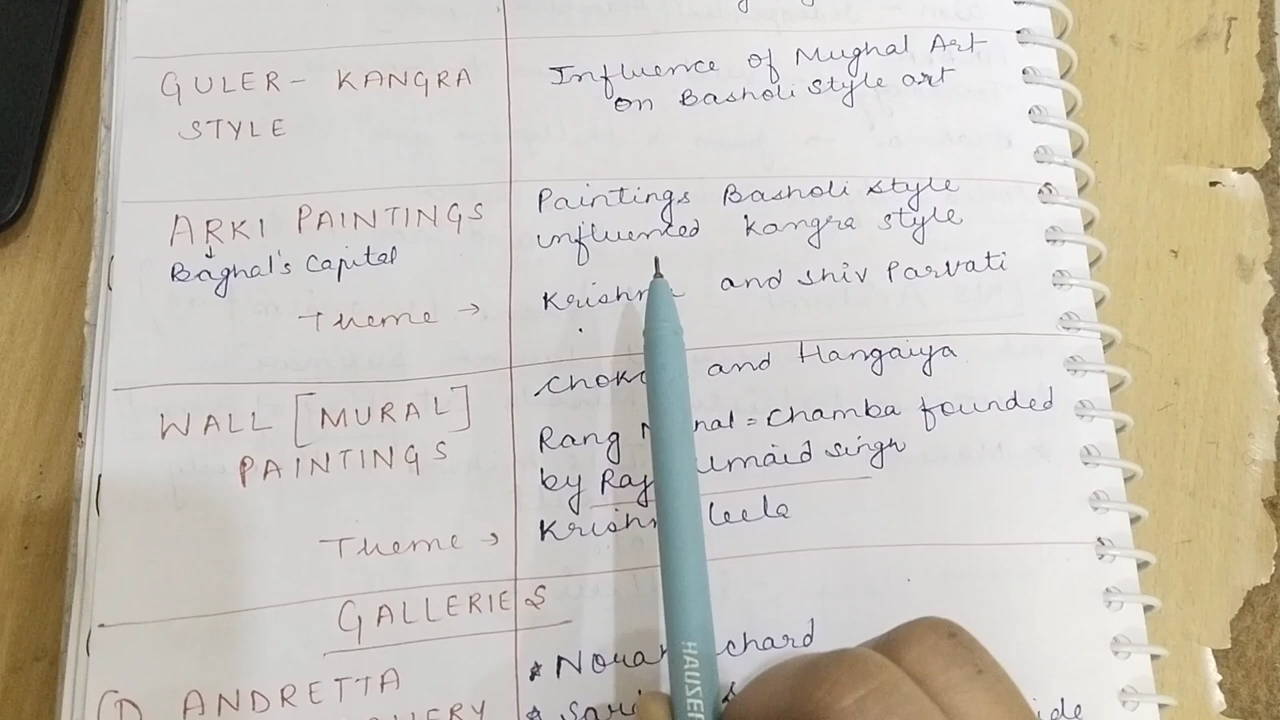 GULER- KANGRA
STYLE
Influence of Mughal Art
on Basholi style art
ARKI PAINTINGS
Baghal's Capital
Theme →
Paintings Basholi style
influenced Kangra style
and Shiv Parvati
WALL [MURAL]
PAINTINGS
Theme →
and Hangaiya
Rang = Chamba founded
by Umaid Singh
leela
GALLERIES
① ANDRETTA
*
*
HAUSER